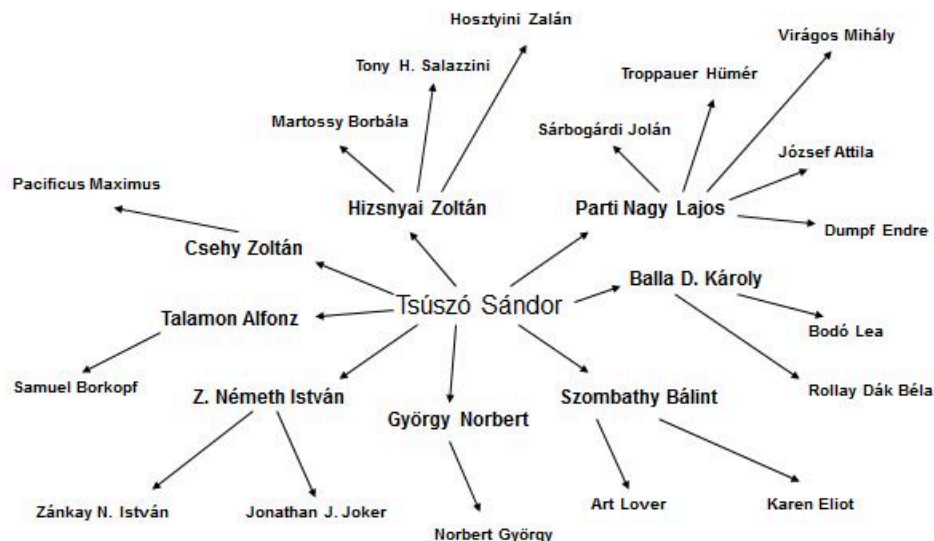 Hosztyini Zalán
Virágos Mihály
Tony H. Salazzini
Troppauer Hümér
Martossy Borbála
Sárbogárdi Jolán
József Attila
Pacificus Maximus
Hizsnyai Zoltán
Parti Nagy Lajos
Dumpf Endre
Csehy Zoltán
Balla D. Károly
Tsúszó Sándor
Talamon Alfonz
Bodó Lea
Samuel Borkopf
Z. Németh István
Szombathy Bálint
Rollay Dák Béla
György Norbert
Zánkay N. István
Jonathan J. Joker
Art Lover
Karen Eliot
Norbert György